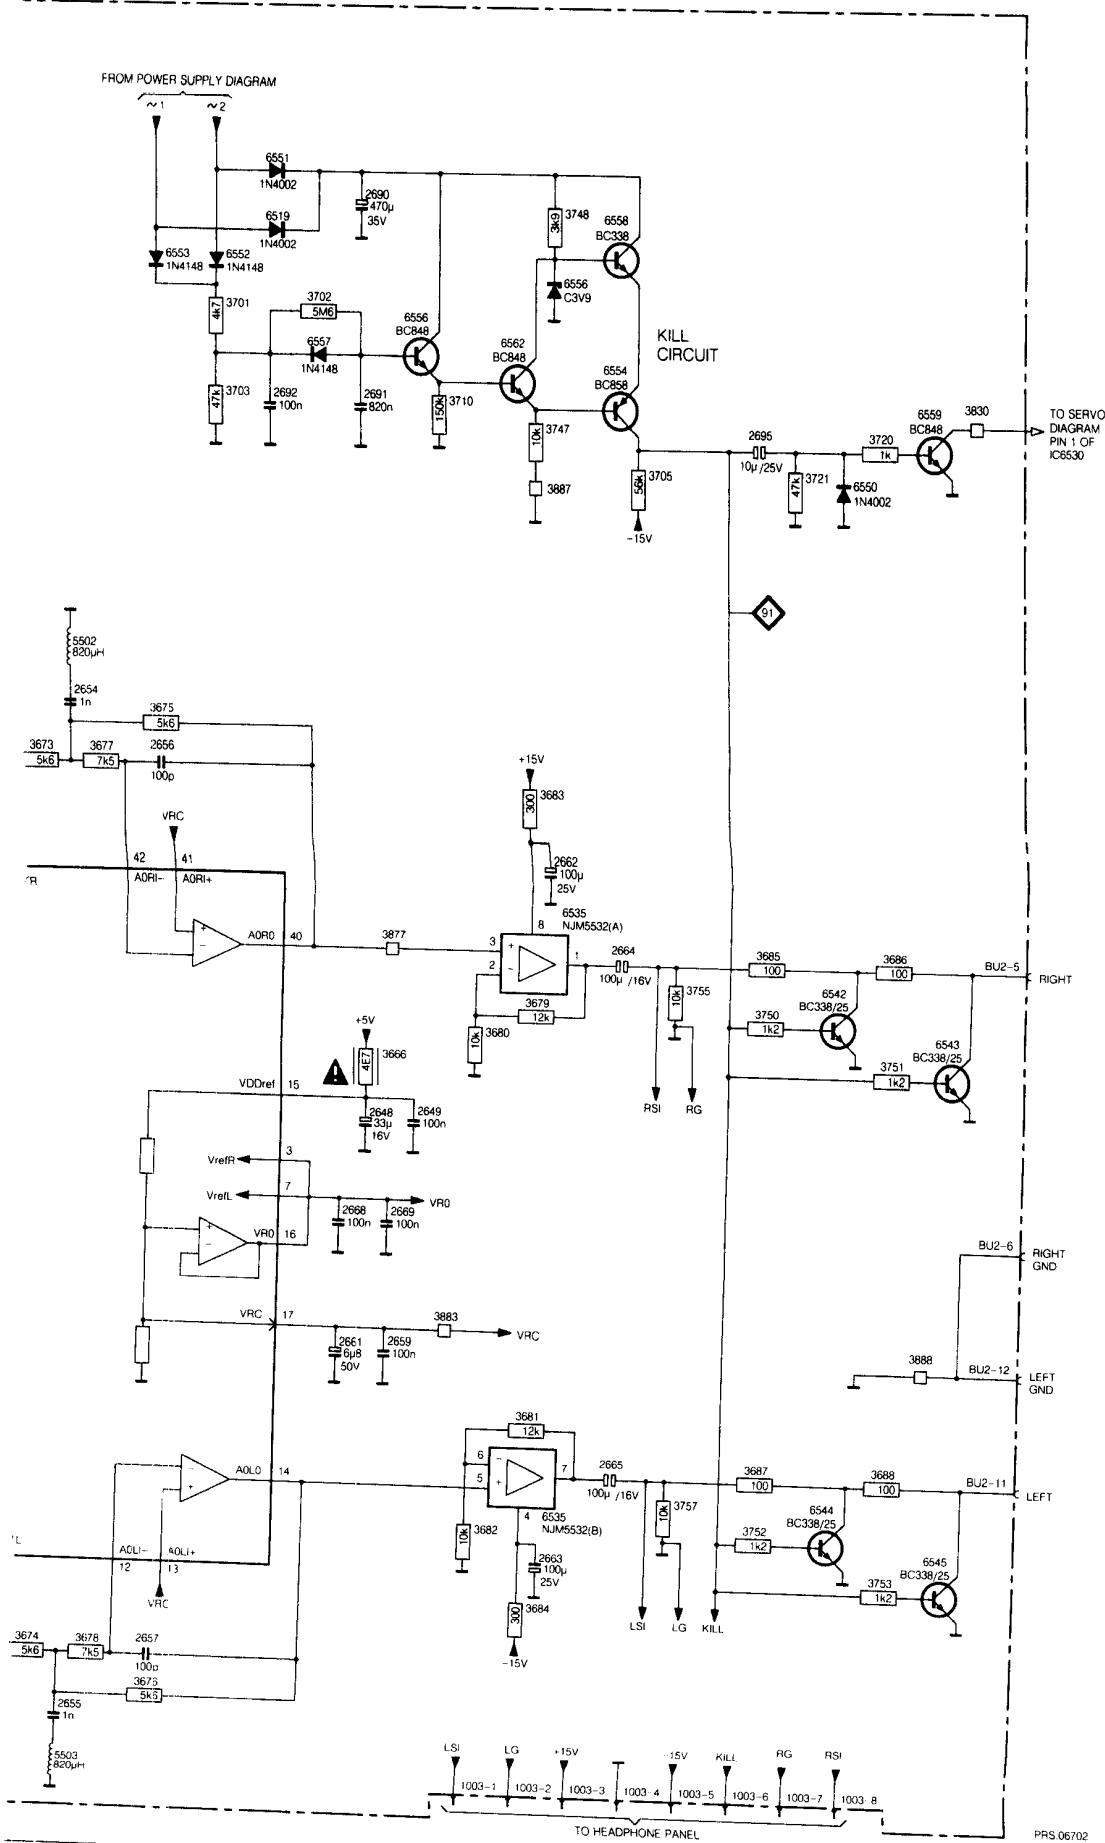 FROM POWER SUPPLY DIAGRAM
~1 ~2
6551
1N4002
6519
1N4002
2690
470µ
35V
6553
1N4148
6552
1N4148
3748
3k9
6558
BC338
6556
C3V9
3701
4k7
3702
5M6
6557
1N4148
6556
BC848
6562
BC848
KILL
CIRCUIT
6554
BC858
3703
47k
2692
100n
2691
820n
3710
150k
3747
10k
3887
3705
56k
-15V
2695
10µ/25V
3721
47k
3720
1k
6550
1N4002
6559
BC848
3830
TO SERVO
DIAGRAM
PIN 1 OF
IC6530
91
5502
820µH
2654
1n
3675
5k6
3673
5k6
3677
7k5
2656
100p
VRC
42 41
A0RI- A0RI+
+
-
A0R0 40
3877
+15V
3683
300
2662
100µ
25V
8
6535
NJM5532(A)
3 +
2 -
1
3679
12k
3680
10k
2664
100µ/16V
3755
10k
RSI
RG
3685
100
3686
100
BU2-5
RIGHT
6542
BC338/25
3750
1k2
6543
BC338/25
3751
1k2
+5V
3666
4E7
VDDref 15
2648
33µ
16V
2649
100n
VrefR 3
VrefL 7
VR0
2668
100n
2669
100n
+
-
VR0 16
VRC 17
3883
VRC
2661
6µ8
50V
2659
100n
BU2-6
RIGHT
GND
3888
BU2-12
LEFT
GND
3681
12k
6 -
5 +
7
4
6535
NJM5532(B)
-
+
A0L0 14
3682
10k
2663
100µ
25V
3684
300
-15V
2665
100µ/16V
3757
10k
LSI
LG
KILL
3687
100
3688
100
BU2-11
LEFT
6544
BC338/25
3752
1k2
6545
BC338/25
3753
1k2
A0LI- A0LI+
12 13
VRC
3674
5k6
3678
7k5
2657
100p
3676
5k6
2655
1n
5503
820µH
LSI LG +15V -15V KILL RG RSI
1003-1 1003-2 1003-3 1003-4 1003-5 1003-6 1003-7 1003-8
TO HEADPHONE PANEL
PRS.06702